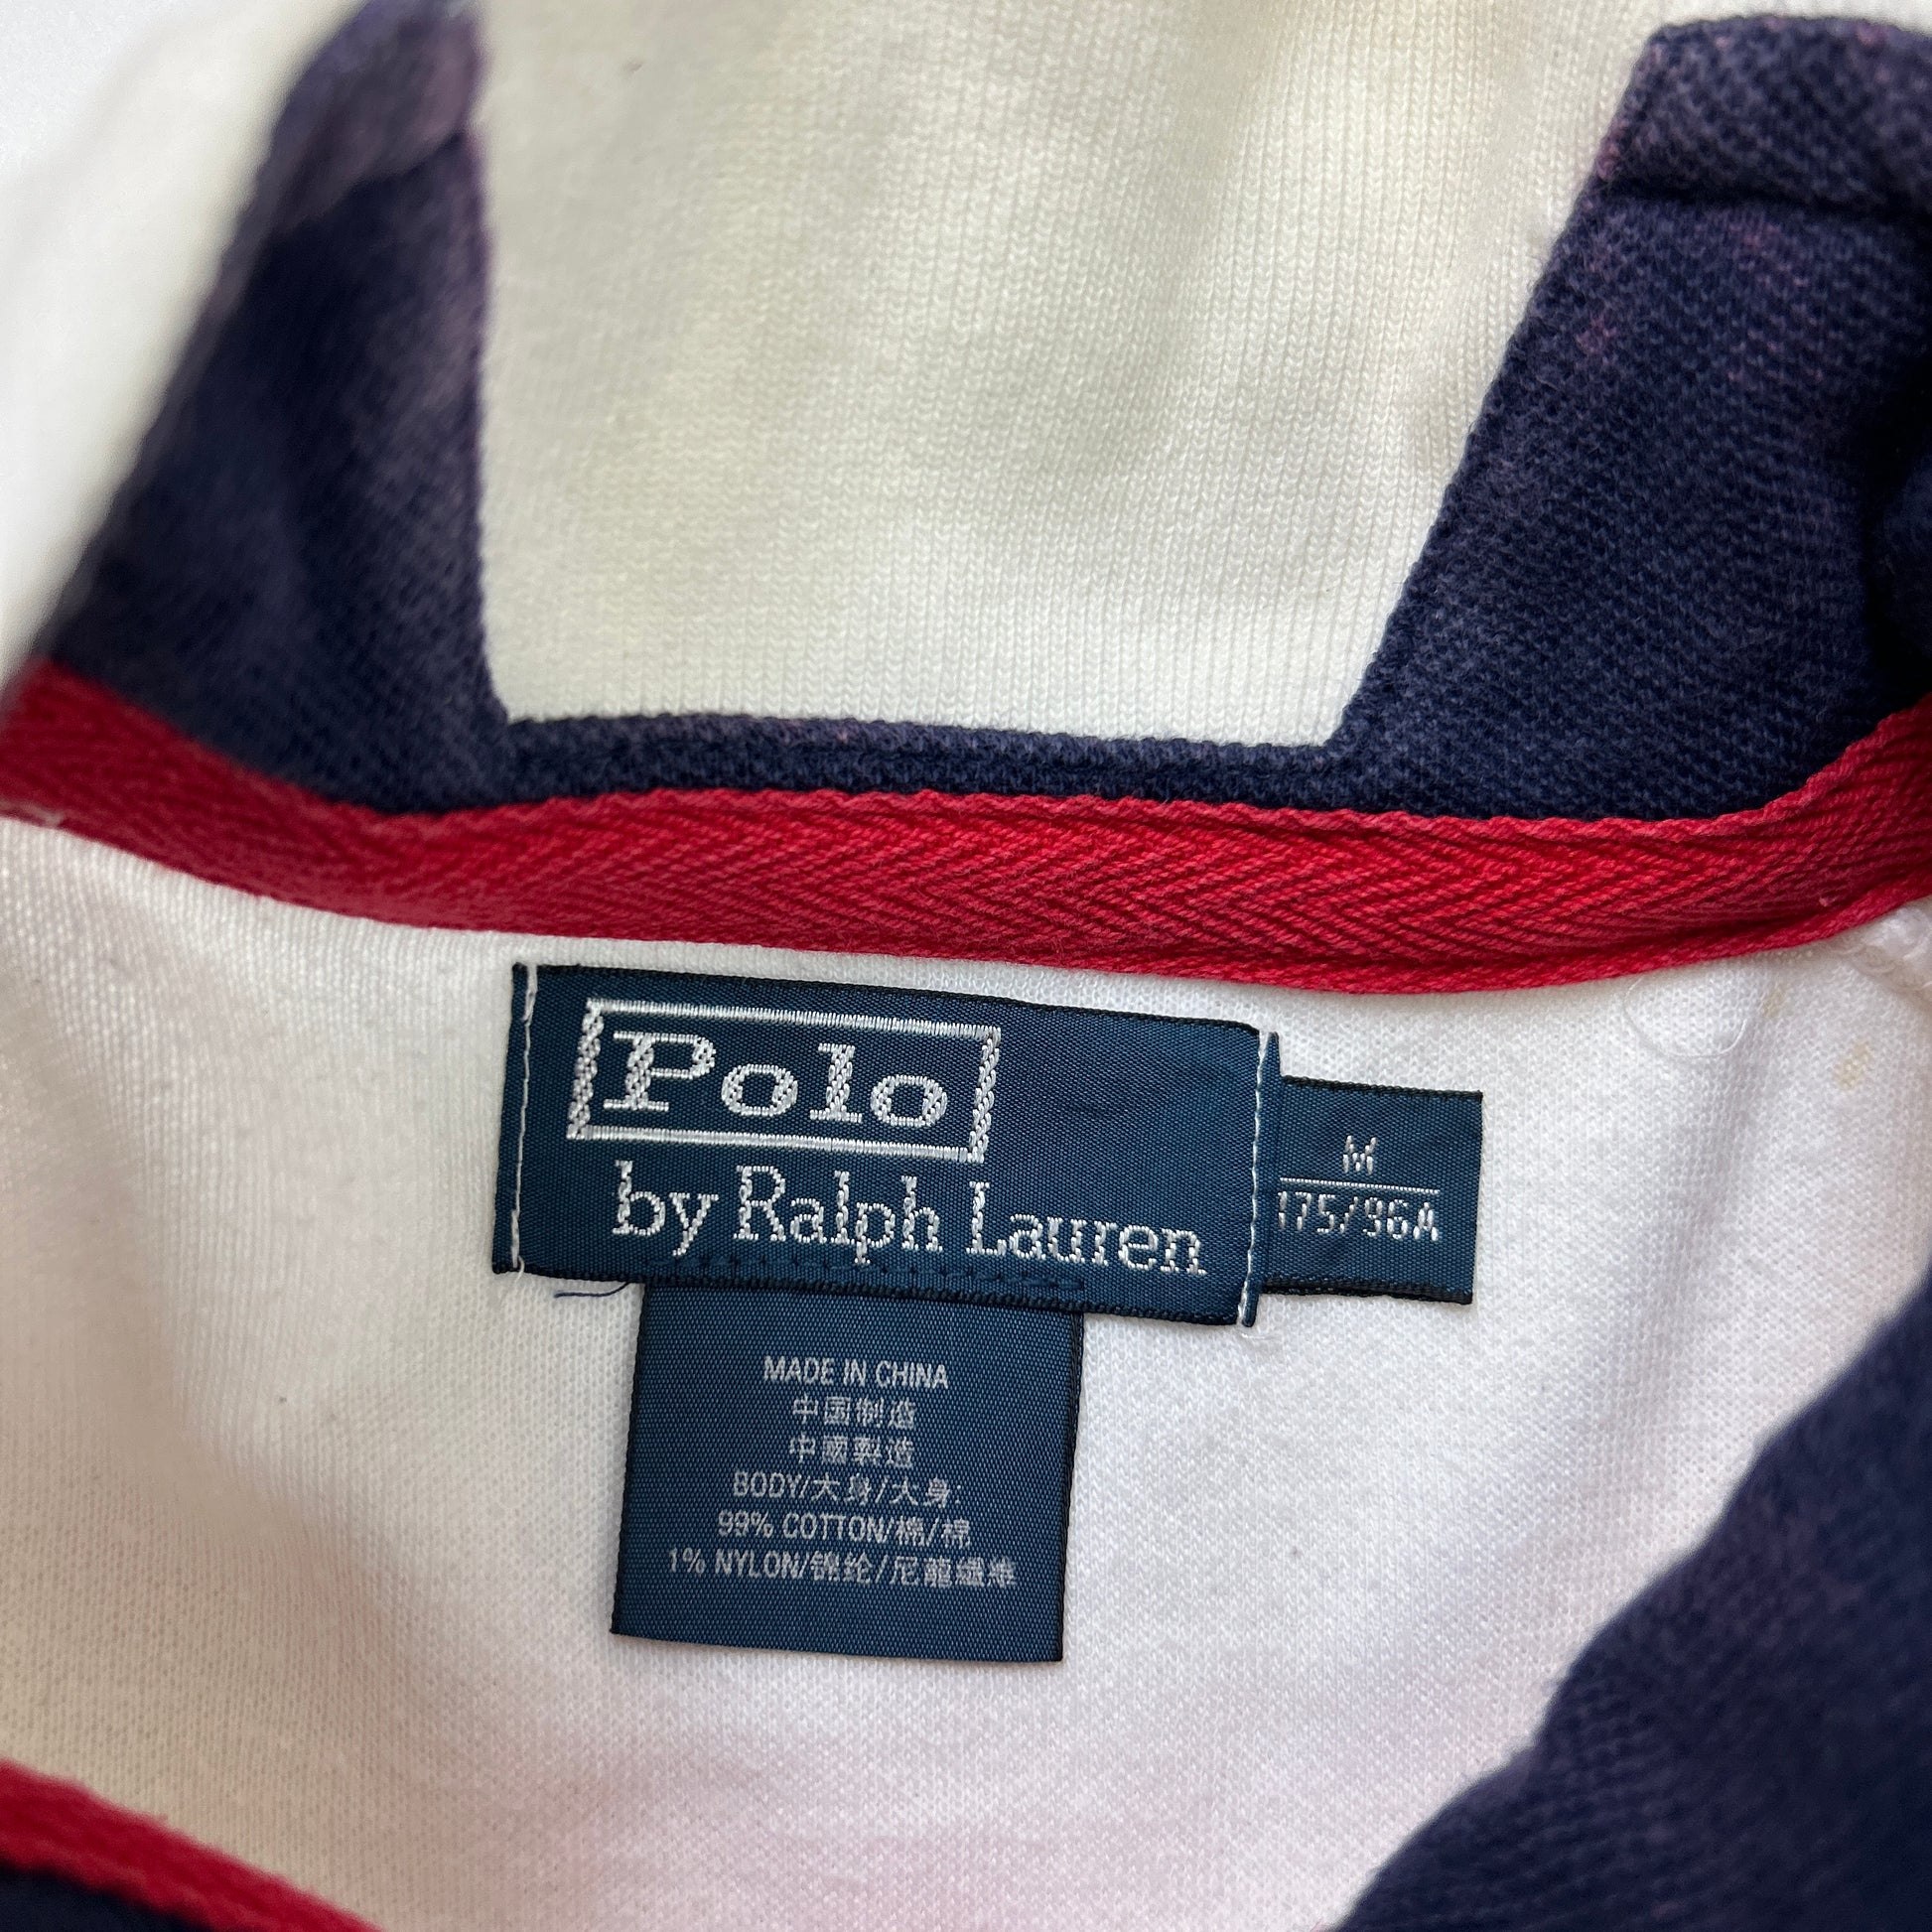 Polo
by Ralph Lauren
M
175/96A
MADE IN CHINA
中国制造
中國製造
BODY/大身/大身:
99% COTTON/棉/棉
1% NYLON/锦纶/尼龍纖維